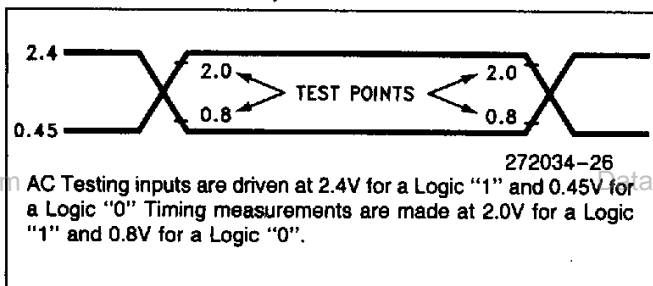 2.4
2.0 TEST POINTS 2.0
0.8 0.8
0.45
272034–26
m AC Testing inputs are driven at 2.4V for a Logic "1" and 0.45V for Data
a Logic "0" Timing measurements are made at 2.0V for a Logic
"1" and 0.8V for a Logic "0".